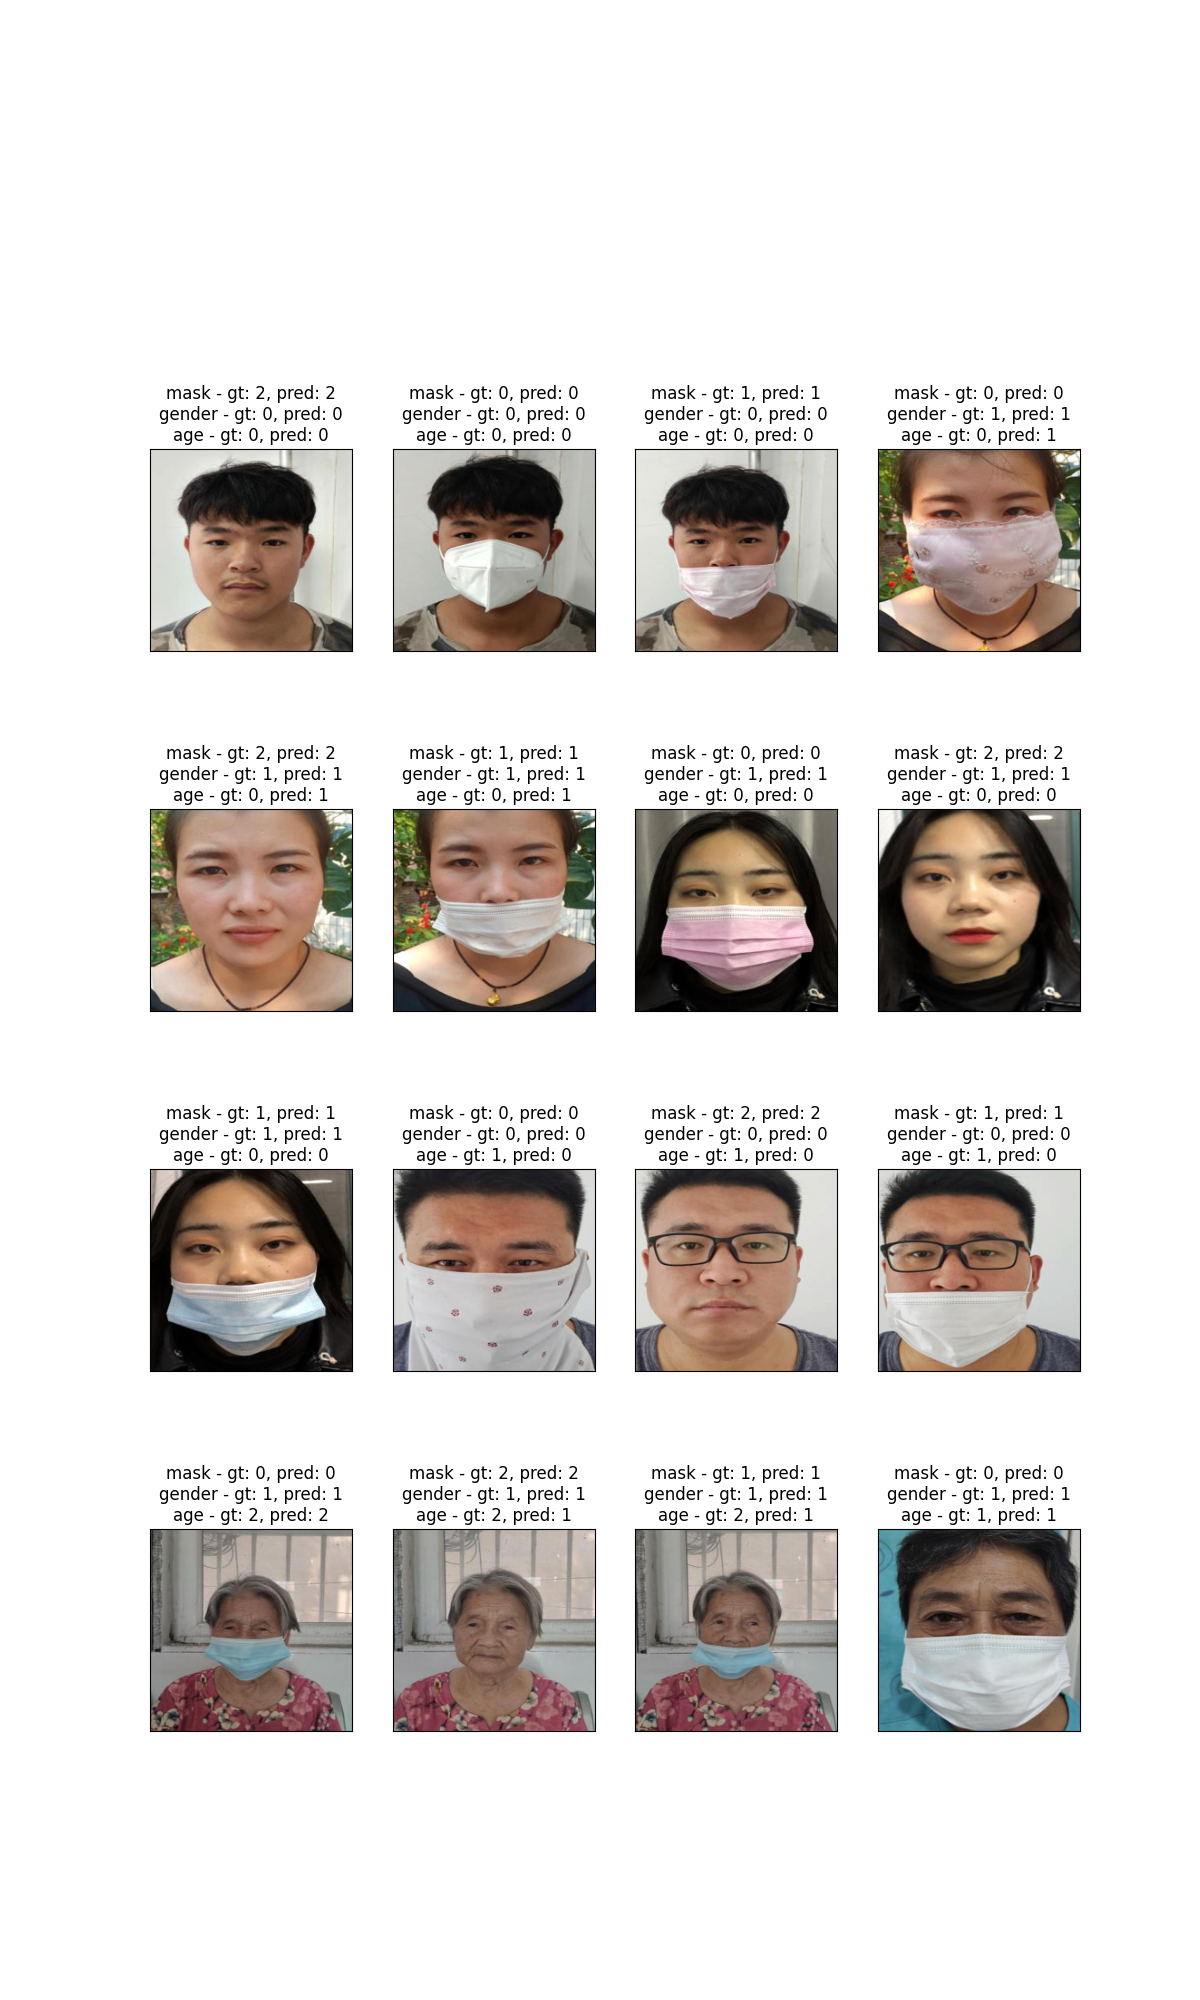 mask - gt: 2, pred: 2
gender - gt: 0, pred: 0
age - gt: 0, pred: 0
mask - gt: 0, pred: 0
gender - gt: 0, pred: 0
age - gt: 0, pred: 0
mask - gt: 1, pred: 1
gender - gt: 0, pred: 0
age - gt: 0, pred: 0
mask - gt: 0, pred: 0
gender - gt: 1, pred: 1
age - gt: 0, pred: 1
mask - gt: 2, pred: 2
gender - gt: 1, pred: 1
age - gt: 0, pred: 1
mask - gt: 1, pred: 1
gender - gt: 1, pred: 1
age - gt: 0, pred: 1
mask - gt: 0, pred: 0
gender - gt: 1, pred: 1
age - gt: 0, pred: 0
mask - gt: 2, pred: 2
gender - gt: 1, pred: 1
age - gt: 0, pred: 0
mask - gt: 1, pred: 1
gender - gt: 1, pred: 1
age - gt: 0, pred: 0
mask - gt: 0, pred: 0
gender - gt: 0, pred: 0
age - gt: 1, pred: 0
mask - gt: 2, pred: 2
gender - gt: 0, pred: 0
age - gt: 1, pred: 0
mask - gt: 1, pred: 1
gender - gt: 0, pred: 0
age - gt: 1, pred: 0
mask - gt: 0, pred: 0
gender - gt: 1, pred: 1
age - gt: 2, pred: 2
mask - gt: 2, pred: 2
gender - gt: 1, pred: 1
age - gt: 2, pred: 1
mask - gt: 1, pred: 1
gender - gt: 1, pred: 1
age - gt: 2, pred: 1
mask - gt: 0, pred: 0
gender - gt: 1, pred: 1
age - gt: 1, pred: 1